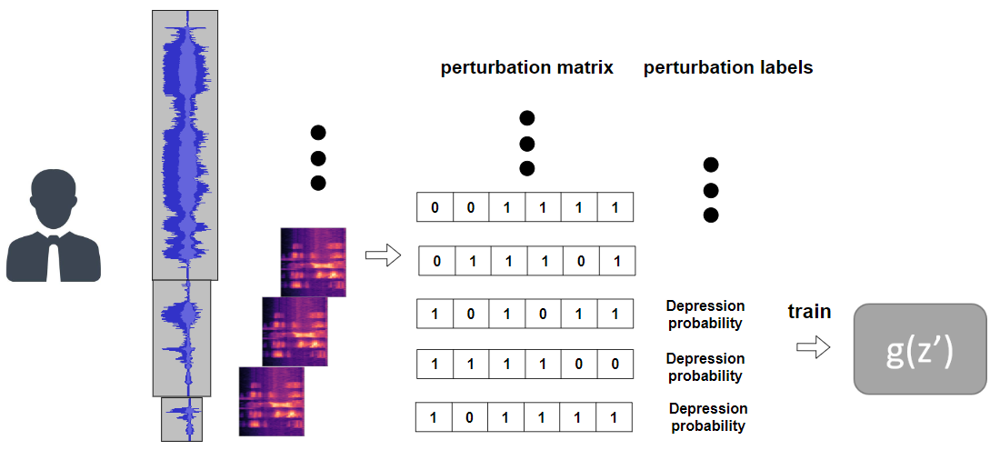 perturbation matrix
perturbation labels
0 0 1 1 1 1
0 1 1 1 0 1
1 0 1 0 1 1
Depression
probability
1 1 1 1 0 0
Depression
probability
1 0 1 1 1 1
Depression
probability
train
g(z’)